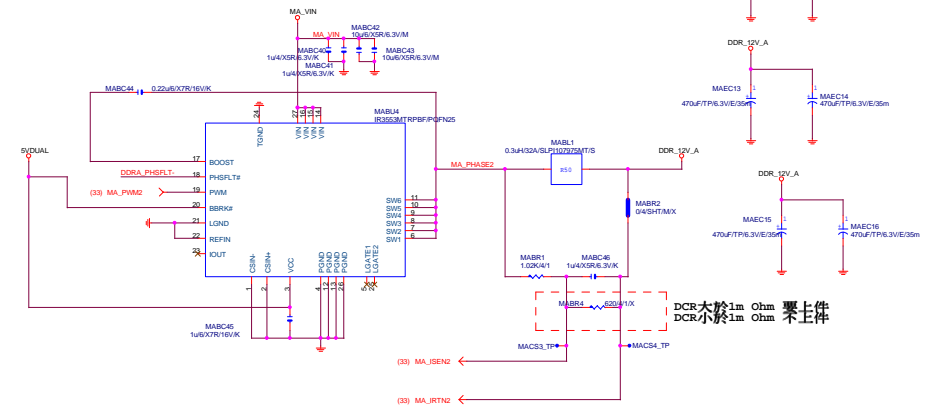 MA_VIN
MA_VIN
MABC42
10u/6/X5R/6.3V/M
MABC40
1u/4/X5R/6.3V/K
MABC43
10u/6/X5R/6.3V/M
MABC41
1u/4/X5R/6.3V/K
DDR_12V_A
MAEC13
470uF/TP/6.3V/E/35m
1
MAEC14
470uF/TP/6.3V/E/35m
1
MABC44
0.22u/6/X7R/16V/K
MABU4
IR3553MTRPBF/PQFN25
24
27
16
15
14
TGND
VIN
VIN
VIN
VIN
5VDUAL
17
BOOST
DDRA_PHSFLT-
18
PHSFLT#
(33) MA_PWM2
19
PWM
20
BBRK#
21
LGND
22
REFIN
23
IOUT
SW6
11
SW5
10
SW4
9
SW3
8
SW2
7
SW1
6
CSIN-
CSIN+
VCC
PGND
PGND
PGND
PGND
LGATE1
LGATE2
1
2
3
4
12
13
26
5
MABC45
1u/6/X7R/16V/K
MA_PHASE2
MABL1
0.3uH/32A/SLPI107975MT/S
R50
DDR_12V_A
MABR2
0/4/SHT/M/X
MABR1
1.02K/4/1
MABC46
1u/4/X5R/6.3V/K
MABR4
620/4/1/X
DCR大於1m Ohm 要上件
DCR小於1m Ohm 不上件
MACS3_TP
MACS4_TP
(33) MA_ISEN2
(33) MA_IRTN2
DDR_12V_A
MAEC15
470uF/TP/6.3V/E/35m
1
MAEC16
470uF/TP/6.3V/E/35m
1